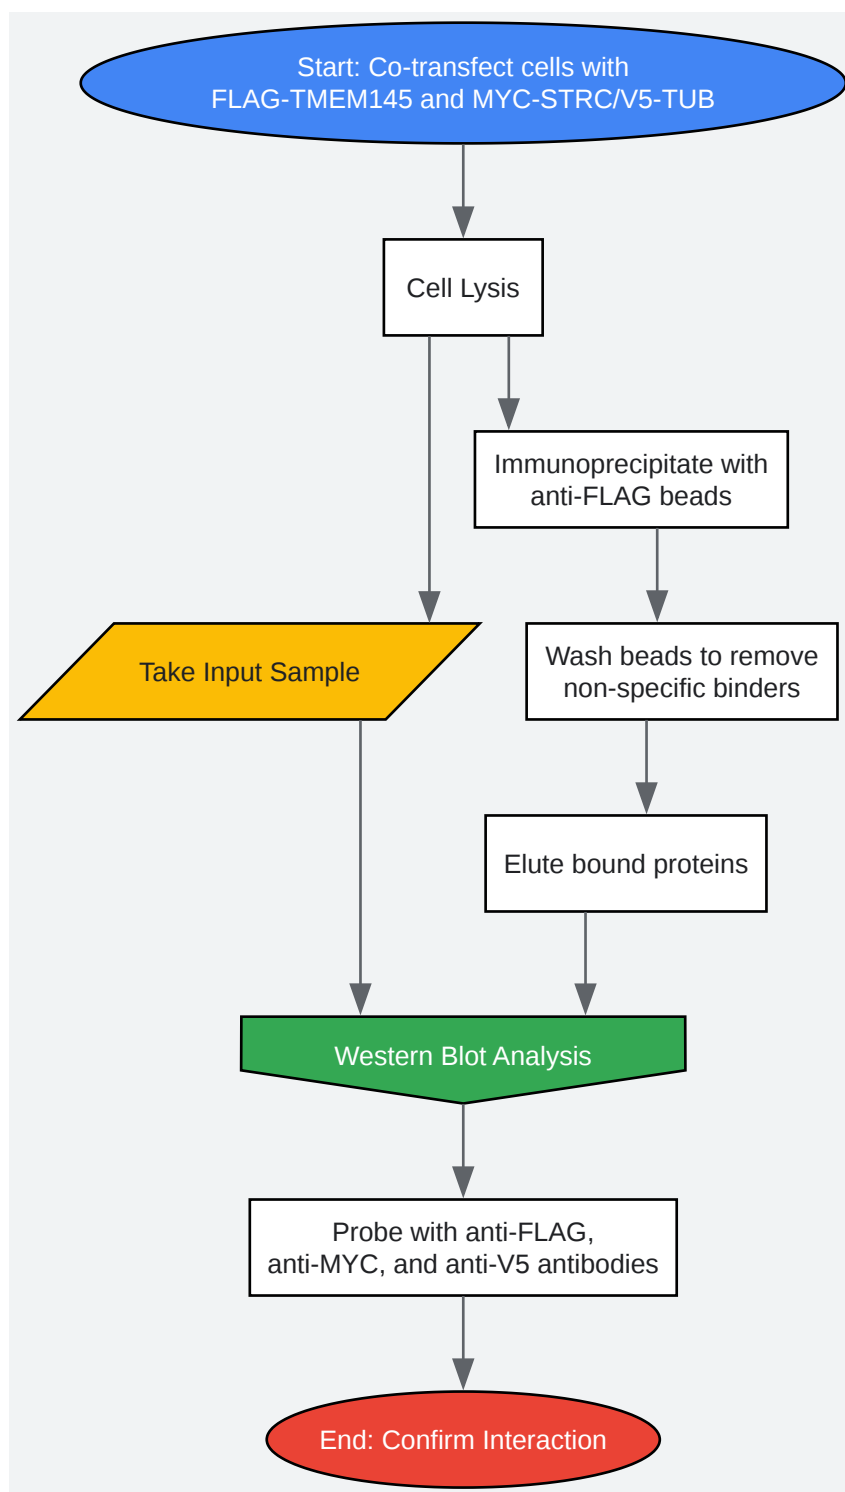 Start: Co-transfect cells with
FLAG-TMEM145 and MYC-STRC/V5-TUB
Cell Lysis
Immunoprecipitate with
anti-FLAG beads
Take Input Sample
Wash beads to remove
non-specific binders
Elute bound proteins
Western Blot Analysis
Probe with anti-FLAG,
anti-MYC, and anti-V5 antibodies
End: Confirm Interaction